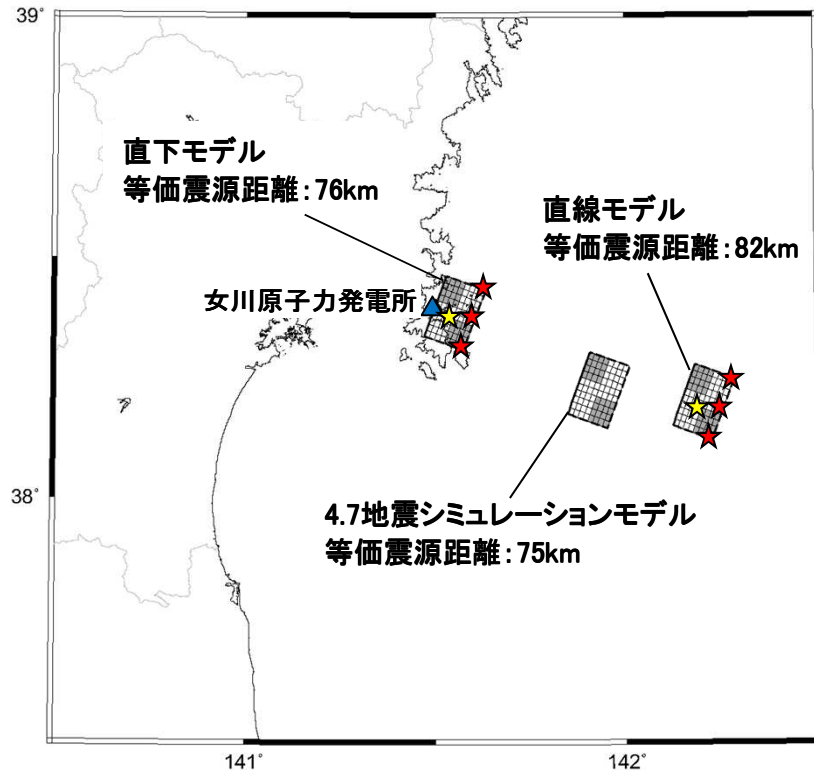 39°
直下モデル
等価震源距離：76km
直線モデル
等価震源距離：82km
女川原子力発電所
38°
4.7地震シミュレーションモデル
等価震源距離：75km
141°
142°